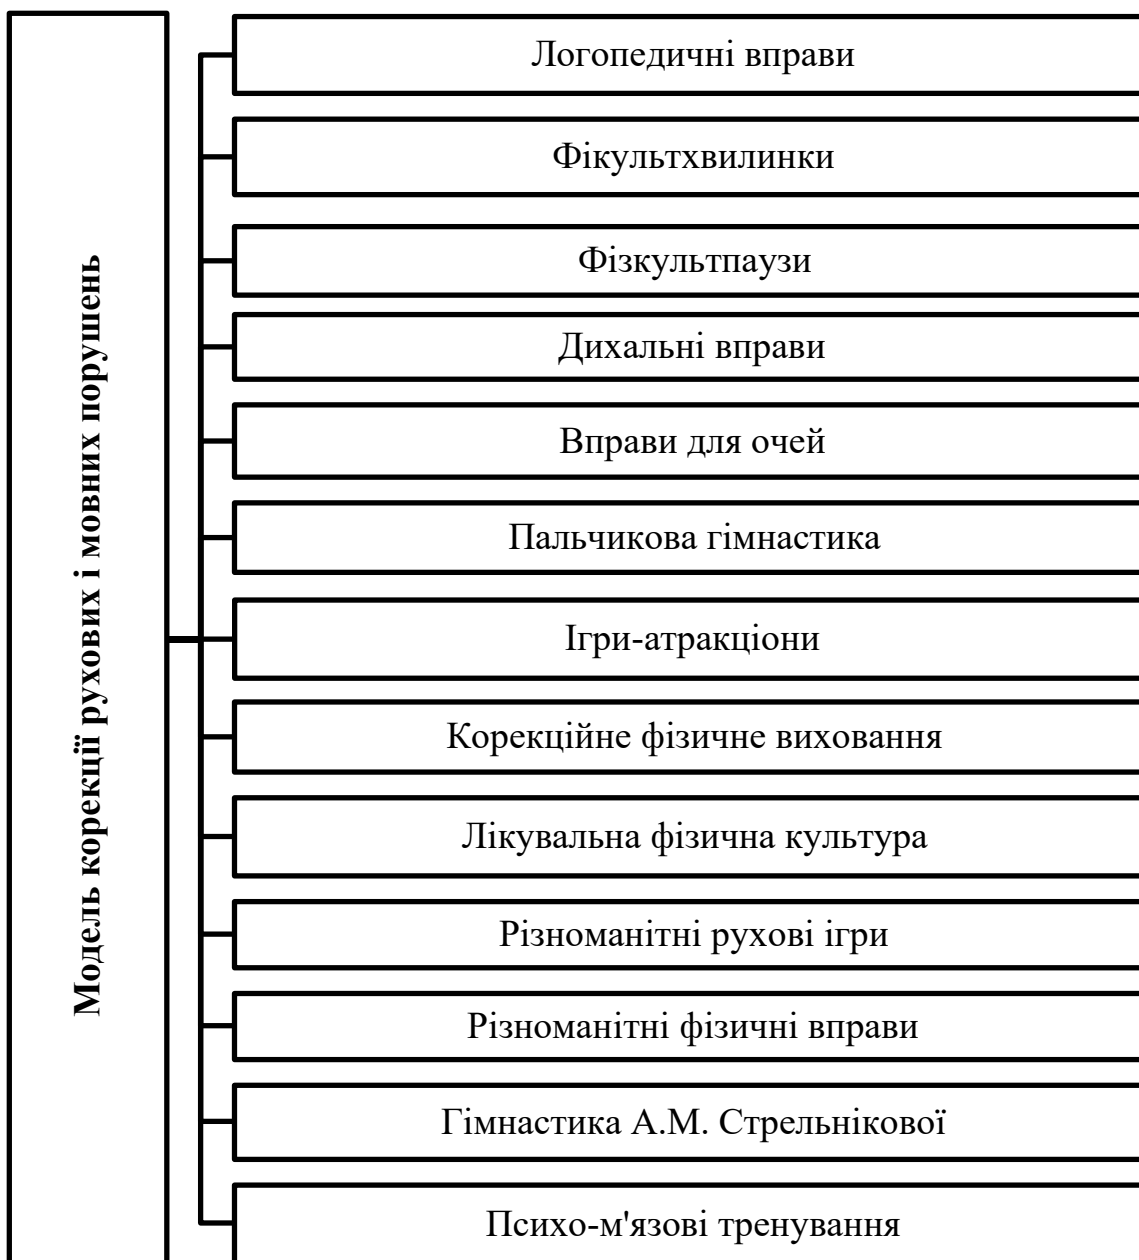 Модель корекції рухових і мовних порушень
Логопедичні вправи
Фікультхвилинки
Фізкультпаузи
Дихальні вправи
Вправи для очей
Пальчикова гімнастика
Ігри-атракціони
Корекційне фізичне виховання
Лікувальна фізична культура
Різноманітні рухові ігри
Різноманітні фізичні вправи
Гімнастика А.М. Стрельнікової
Психо-м'язові тренування